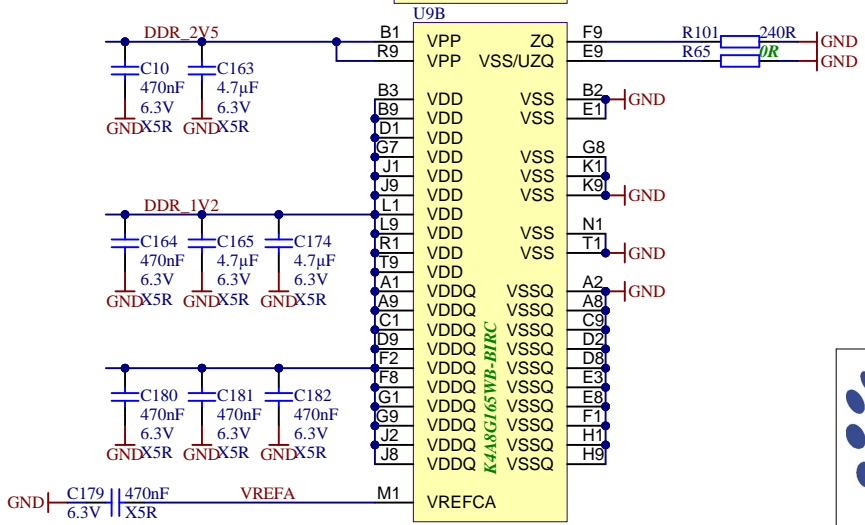 U9B
DDR_2V5
B1 VPP ZQ F9 R101 240R GND
R9 VPP VSS/UZQ E9 R65 0R GND
C10 C163
470nF 4.7µF
6.3V 6.3V
GND X5R GND X5R
B3 VDD VSS B2 GND
B9 VDD VSS E1
D1 VDD
G7 VDD VSS G8
J1 VDD VSS K1
J9 VDD VSS K9 GND
DDR_1V2
L1 VDD
L9 VDD VSS N1
R1 VDD VSS T1 GND
T9 VDD
C164 C165 C174
470nF 4.7µF 4.7µF
6.3V 6.3V 6.3V
GND X5R GND X5R GND X5R
A1 VDDQ VSSQ A2 GND
A9 VDDQ VSSQ A8
C1 VDDQ VSSQ C9
D9 VDDQ VSSQ D2
F2 VDDQ VSSQ D8
F8 VDDQ VSSQ E3
G1 VDDQ VSSQ E8
G9 VDDQ VSSQ F1
J2 VDDQ VSSQ H1
J8 VDDQ VSSQ H9
K4A8G165WB-BIRC
C180 C181 C182
470nF 470nF 470nF
6.3V 6.3V 6.3V
GND X5R GND X5R GND X5R
GND C179 470nF VREFA M1 VREFCA
6.3V X5R